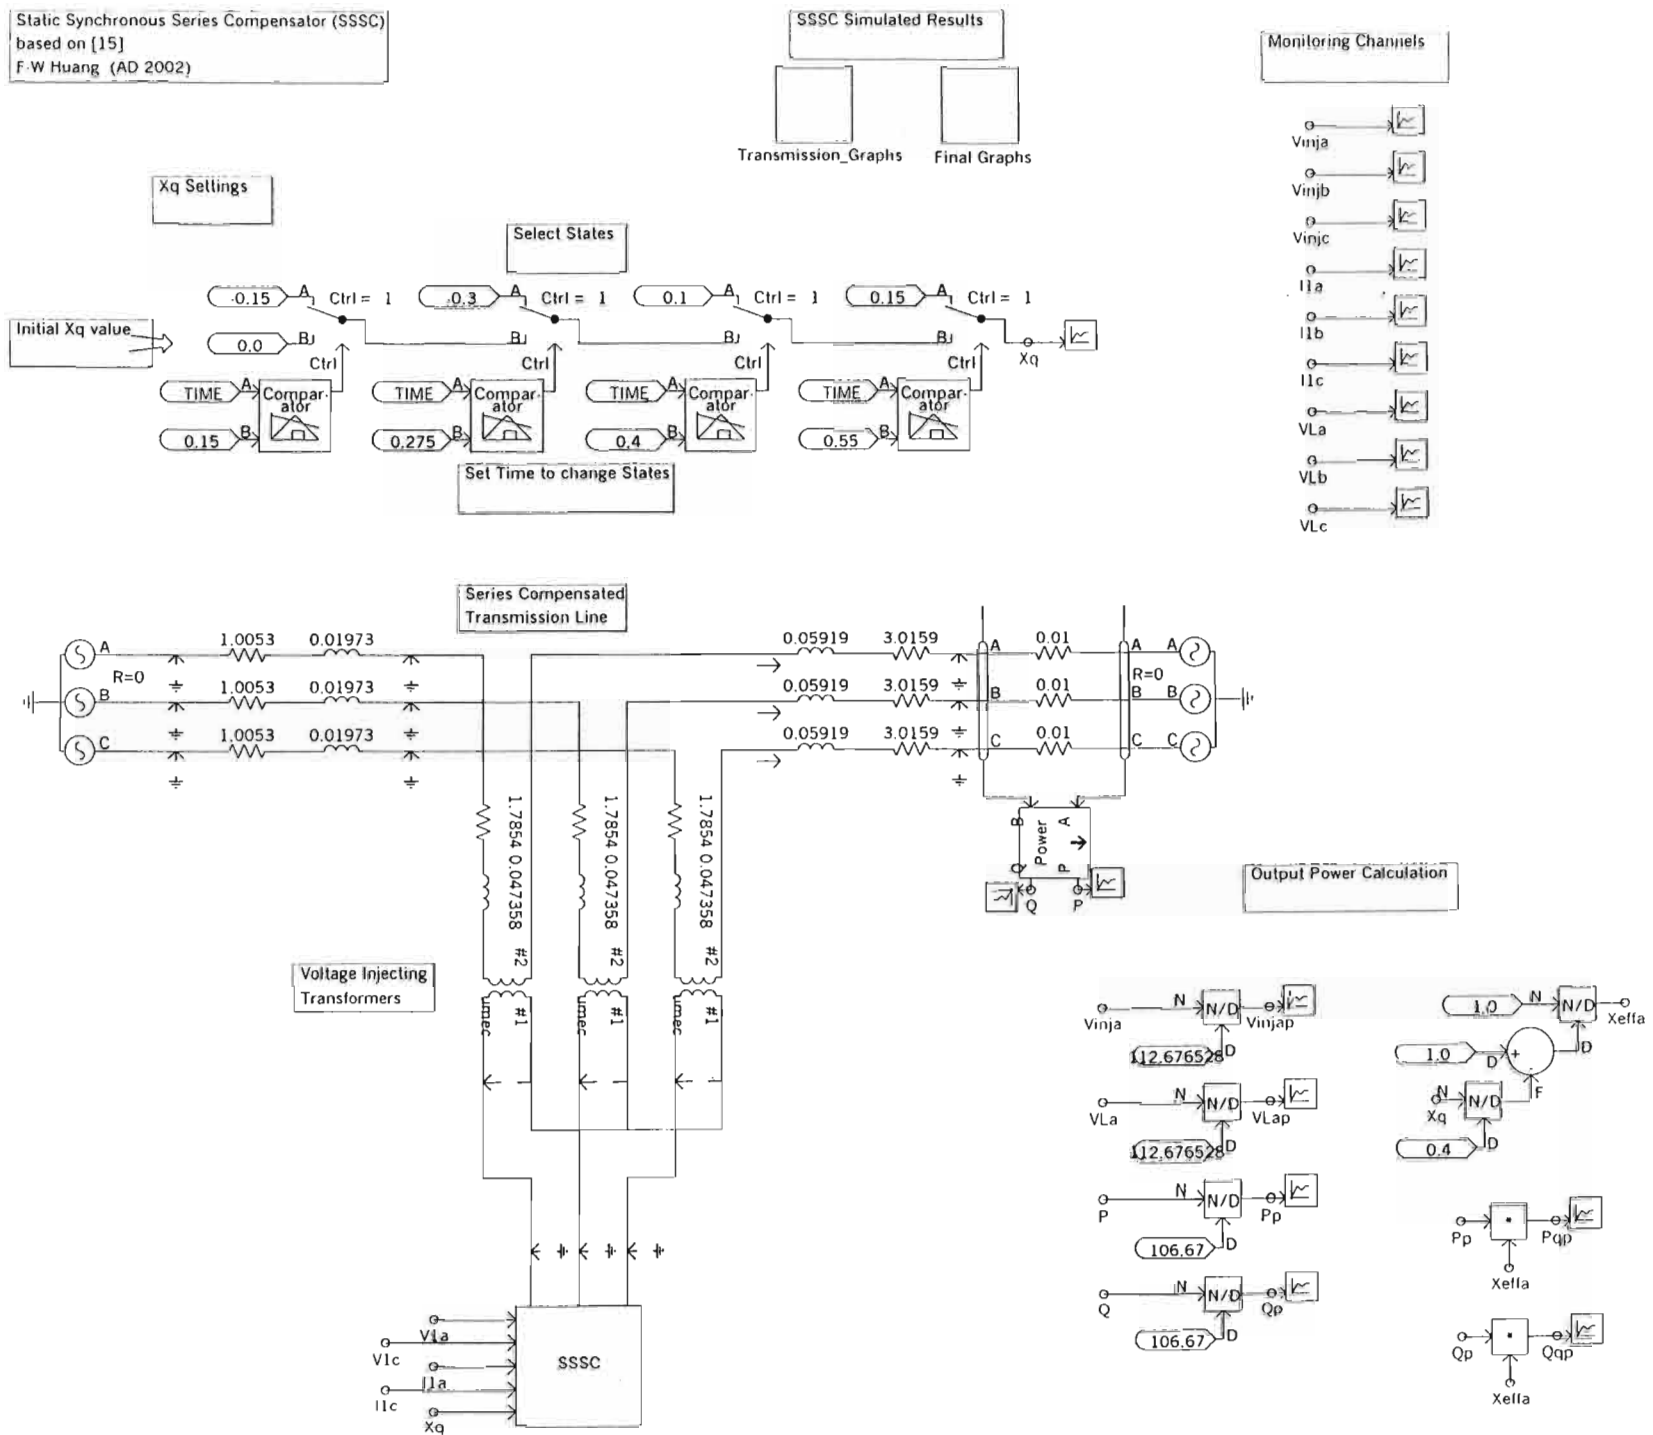 Static Synchronous Series Compensator (SSSC)
based on [15]
F-W Huang (AD 2002)
SSSC Simulated Results
Transmission_Graphs
Final Graphs
Monitoring Channels
Vinja
Vinjb
Vinjc
I1a
I1b
I1c
VLa
VLb
VLc
Xq Settings
Select States
Initial Xq value
-0.15 A Ctrl = 1
0.0 B
Ctrl
-0.3 A Ctrl = 1
B
Ctrl
0.1 A Ctrl = 1
B
Ctrl
0.15 A Ctrl = 1
B
Ctrl
Xq
TIME A Compar-
ator
0.15 B
TIME A Compar-
ator
0.275 B
TIME A Compar-
ator
0.4 B
TIME A Compar-
ator
0.55 B
Set Time to change States
Series Compensated
Transmission Line
A 1.0053 0.01973 0.05919 3.0159 A 0.01 A A
R=0 R=0
B 1.0053 0.01973 0.05919 3.0159 B 0.01 B B
C 1.0053 0.01973 0.05919 3.0159 C 0.01 C C
1.7854 0.047358 #2
1.7854 0.047358 #2
1.7854 0.047358 #2
umec #1
umec #1
umec #1
B A
Power
Q P
Q P
Output Power Calculation
Voltage Injecting
Transformers
Vinja N N/D Vinjap
112.676528 D
VLa N N/D VLap
112.676528 D
P N N/D Pp
106.67 D
Q N N/D Qp
106.67 D
1.0 N N/D Xeffa
D
1.0 D + -
F
Xq N N/D
0.4 D
Pp * Pqp
Xeffa
Qp * Qqp
Xeffa
V1a
V1c
I1a
I1c
Xq
SSSC